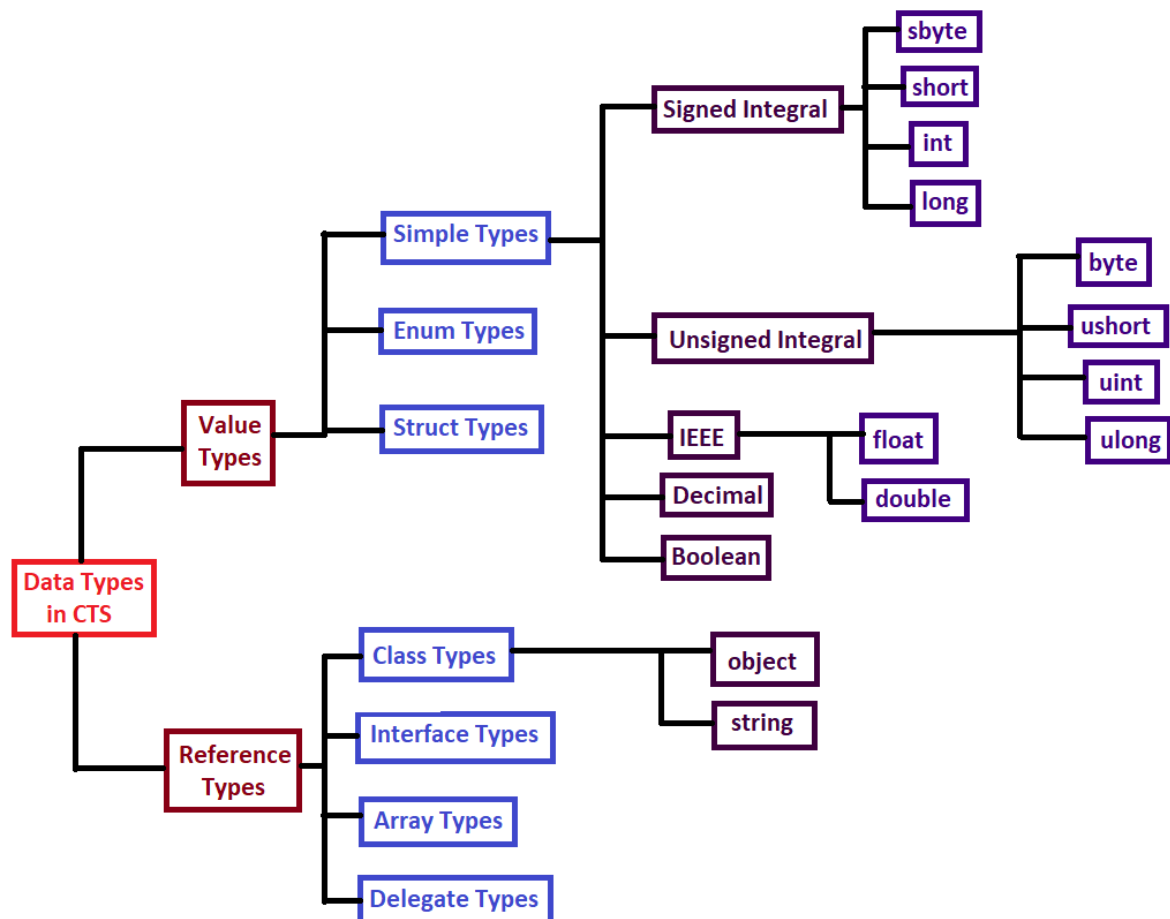 Data Types
in CTS
Value
Types
Simple Types
Signed Integral
sbyte
short
int
long
Unsigned Integral
byte
ushort
uint
ulong
IEEE
float
double
Decimal
Boolean
Enum Types
Struct Types
Reference
Types
Class Types
object
string
Interface Types
Array Types
Delegate Types